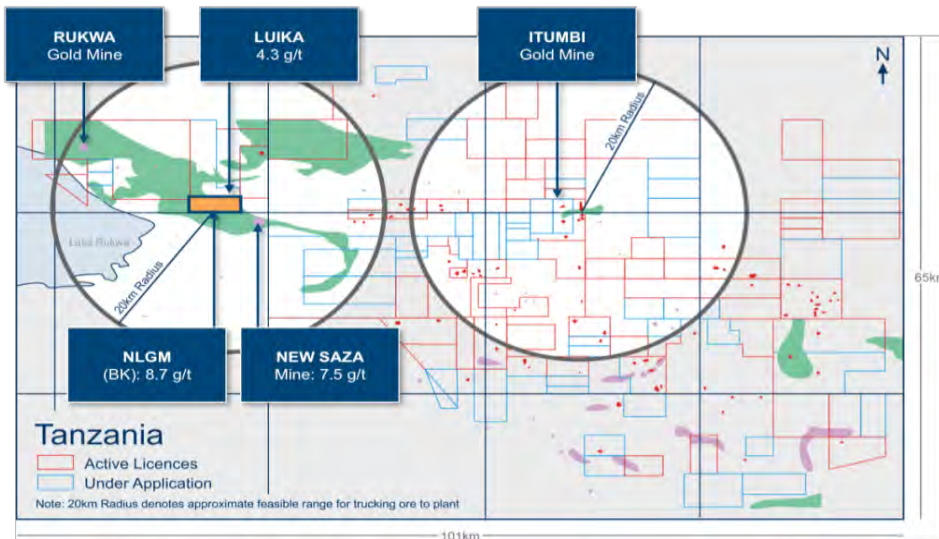 RUKWA
Gold Mine
LUIKA
4.3 g/t
ITUMBI
Gold Mine
N
20km Radius
Lake Rukwa
20km Radius
65km
NLGM
(BK): 8.7 g/t
NEW SAZA
Mine: 7.5 g/t
Tanzania
Active Licences
Under Application
Note: 20km Radius denotes approximate feasible range for trucking ore to plant
101km